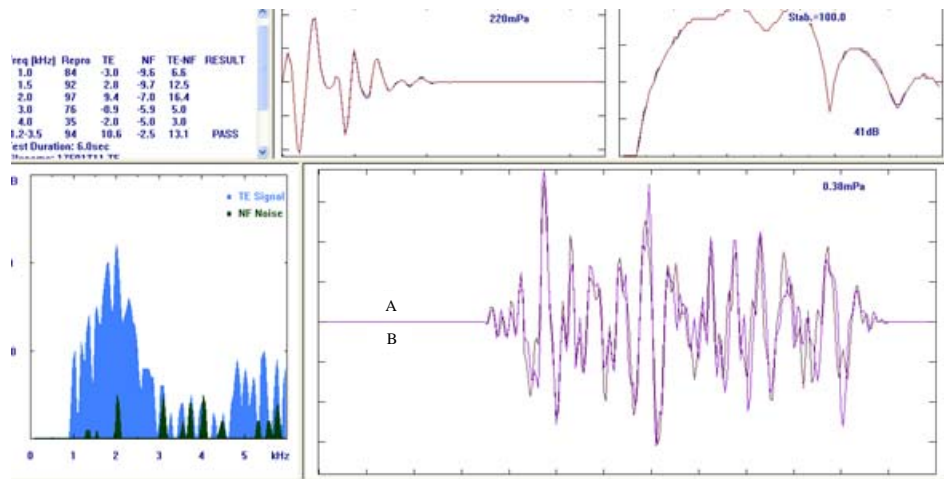 req (kHz) Repro TE NF TE-NF RESULT
1.0 84 -3.0 -9.6 6.6
1.5 92 2.8 -9.7 12.5
2.0 97 9.4 -7.0 16.4
3.0 76 -0.9 -5.9 5.0
4.0 35 -2.0 -5.0 3.0
1.2-3.5 94 10.6 -2.5 13.1 PASS
Test Duration: 6.0sec
220mPa
Stab.=100.0
41dB
B
TE Signal
NF Noise
0
0 1 2 3 4 5 kHz
0.30mPa
A
B